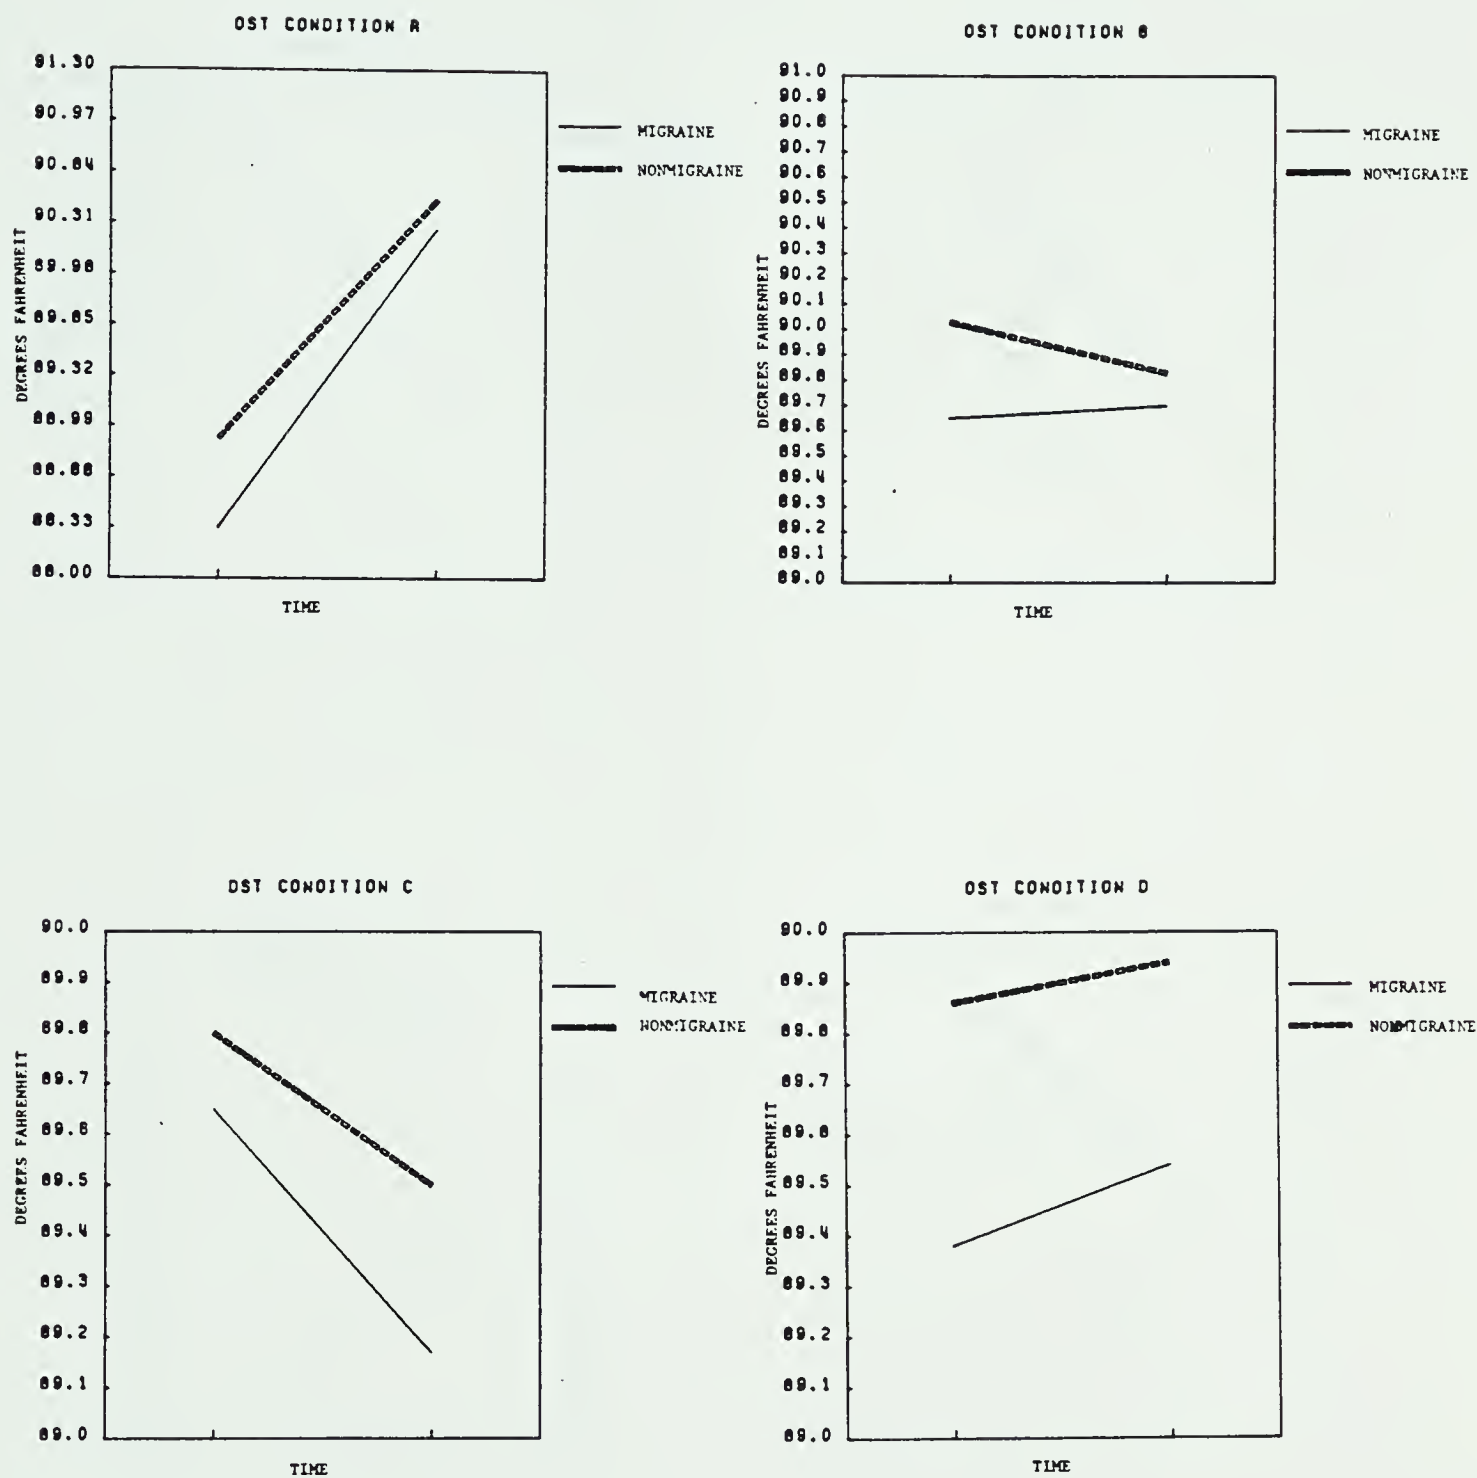 DST CONDITION A
91.30
90.97
90.64
90.31
89.98
89.65
89.32
88.99
88.66
88.33
88.00
DEGREES FAHRENHEIT
TIME
MIGRAINE
NONMIGRAINE
DST CONDITION B
91.0
90.9
90.8
90.7
90.6
90.5
90.4
90.3
90.2
90.1
90.0
89.9
89.8
89.7
89.6
89.5
89.4
89.3
89.2
89.1
89.0
DEGREES FAHRENHEIT
TIME
MIGRAINE
NONMIGRAINE
DST CONDITION C
90.0
89.9
89.8
89.7
89.6
89.5
89.4
89.3
89.2
89.1
89.0
DEGREES FAHRENHEIT
TIME
MIGRAINE
NONMIGRAINE
DST CONDITION D
90.0
89.9
89.8
89.7
89.6
89.5
89.4
89.3
89.2
89.1
89.0
DEGREES FAHRENHEIT
TIME
MIGRAINE
NONMIGRAINE